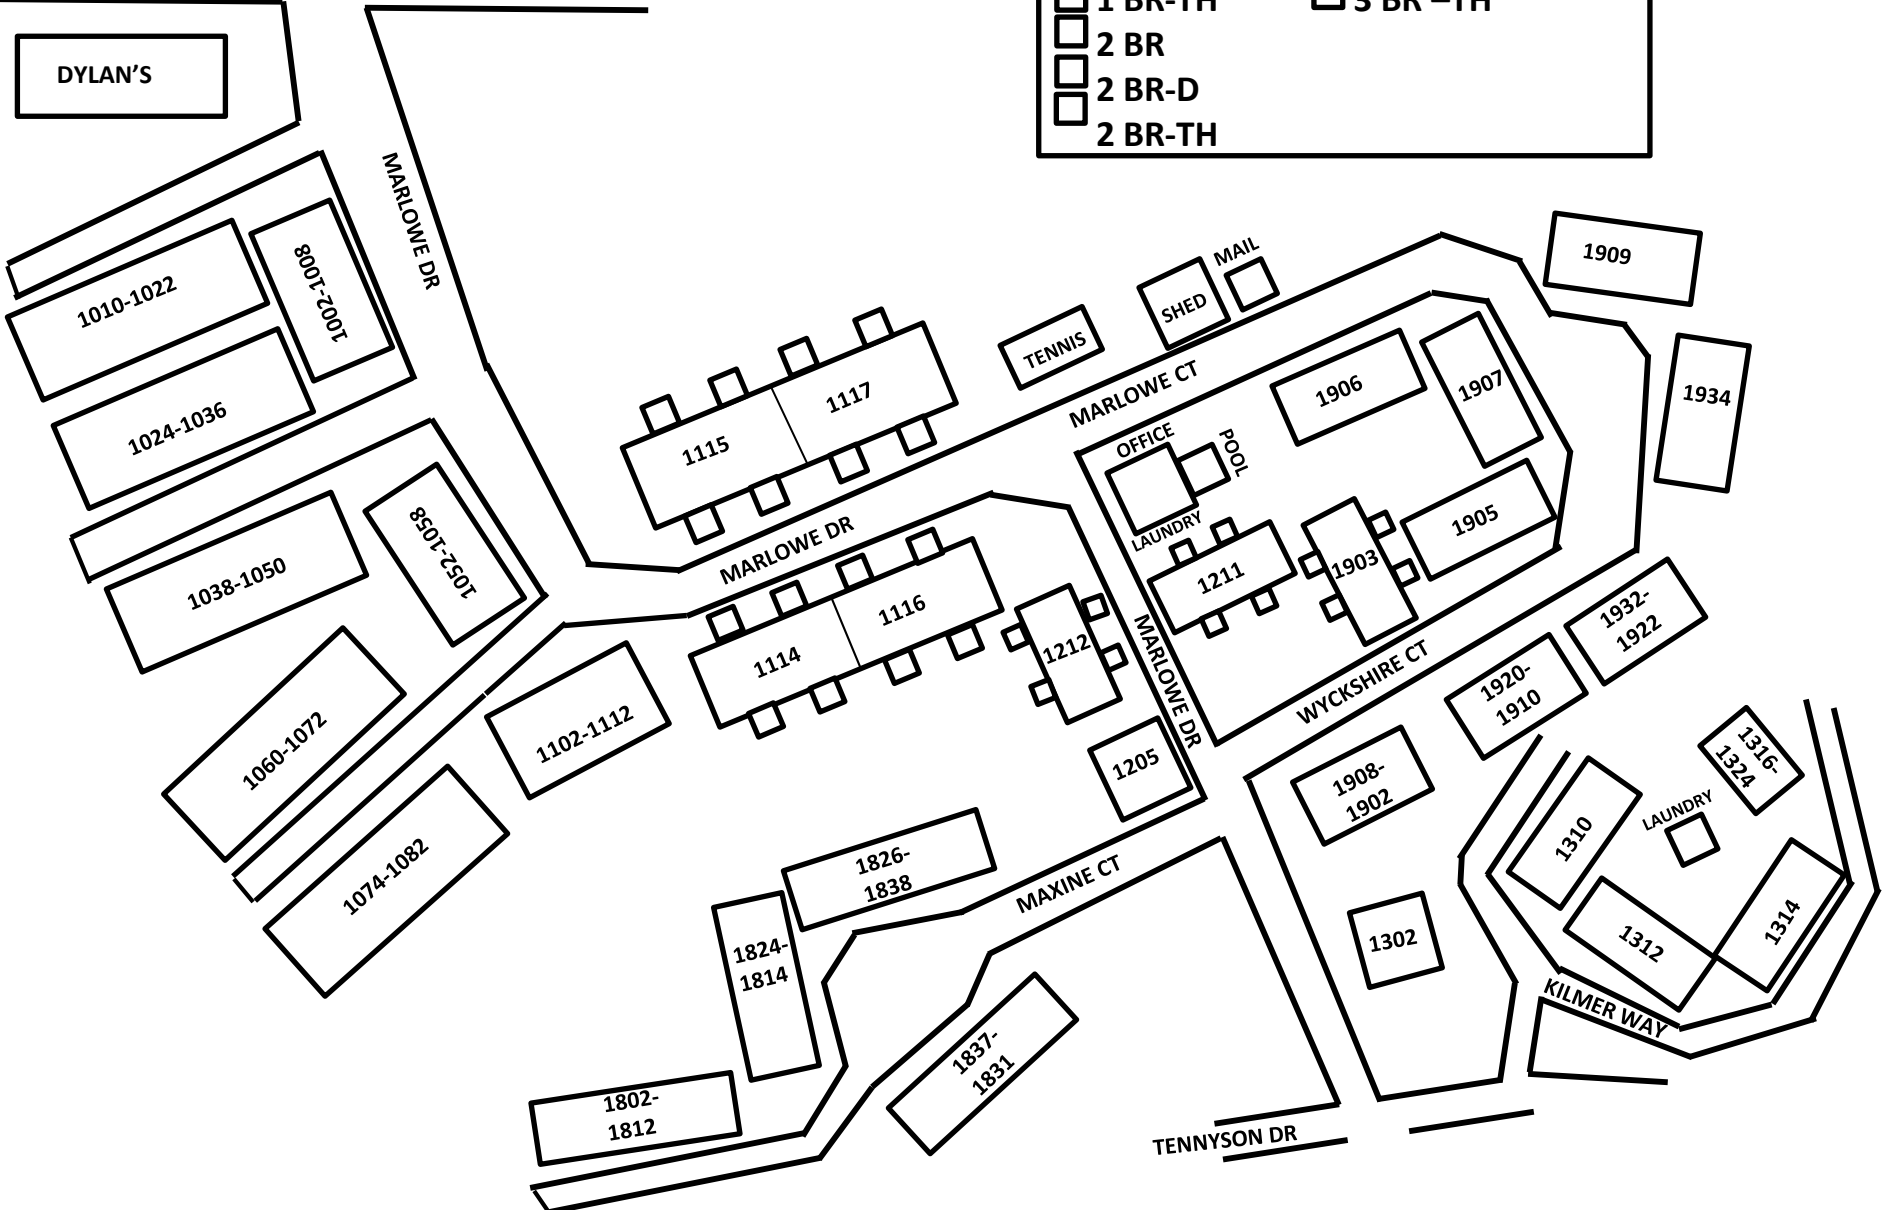 1 BR-TH
3 BR –TH
2 BR
2 BR-D
2 BR-TH
DYLAN’S
MARLOWE DR
1010-1022
1002-1008
1024-1036
1038-1050
1052-1058
1060-1072
1074-1082
1102-1112
1115
1117
TENNIS
SHED
MAIL
MARLOWE CT
MARLOWE DR
1114
1116
1212
1205
MARLOWE DR
OFFICE
POOL
LAUNDRY
1211
1903
1905
1906
1907
1909
1934
WYCKSHIRE CT
1932-
1922
1920-
1910
1908-
1902
1302
1310
1312
1314
1316-
1324
LAUNDRY
KILMER WAY
MAXINE CT
1826-
1838
1824-
1814
1802-
1812
1837-
1831
TENNYSON DR